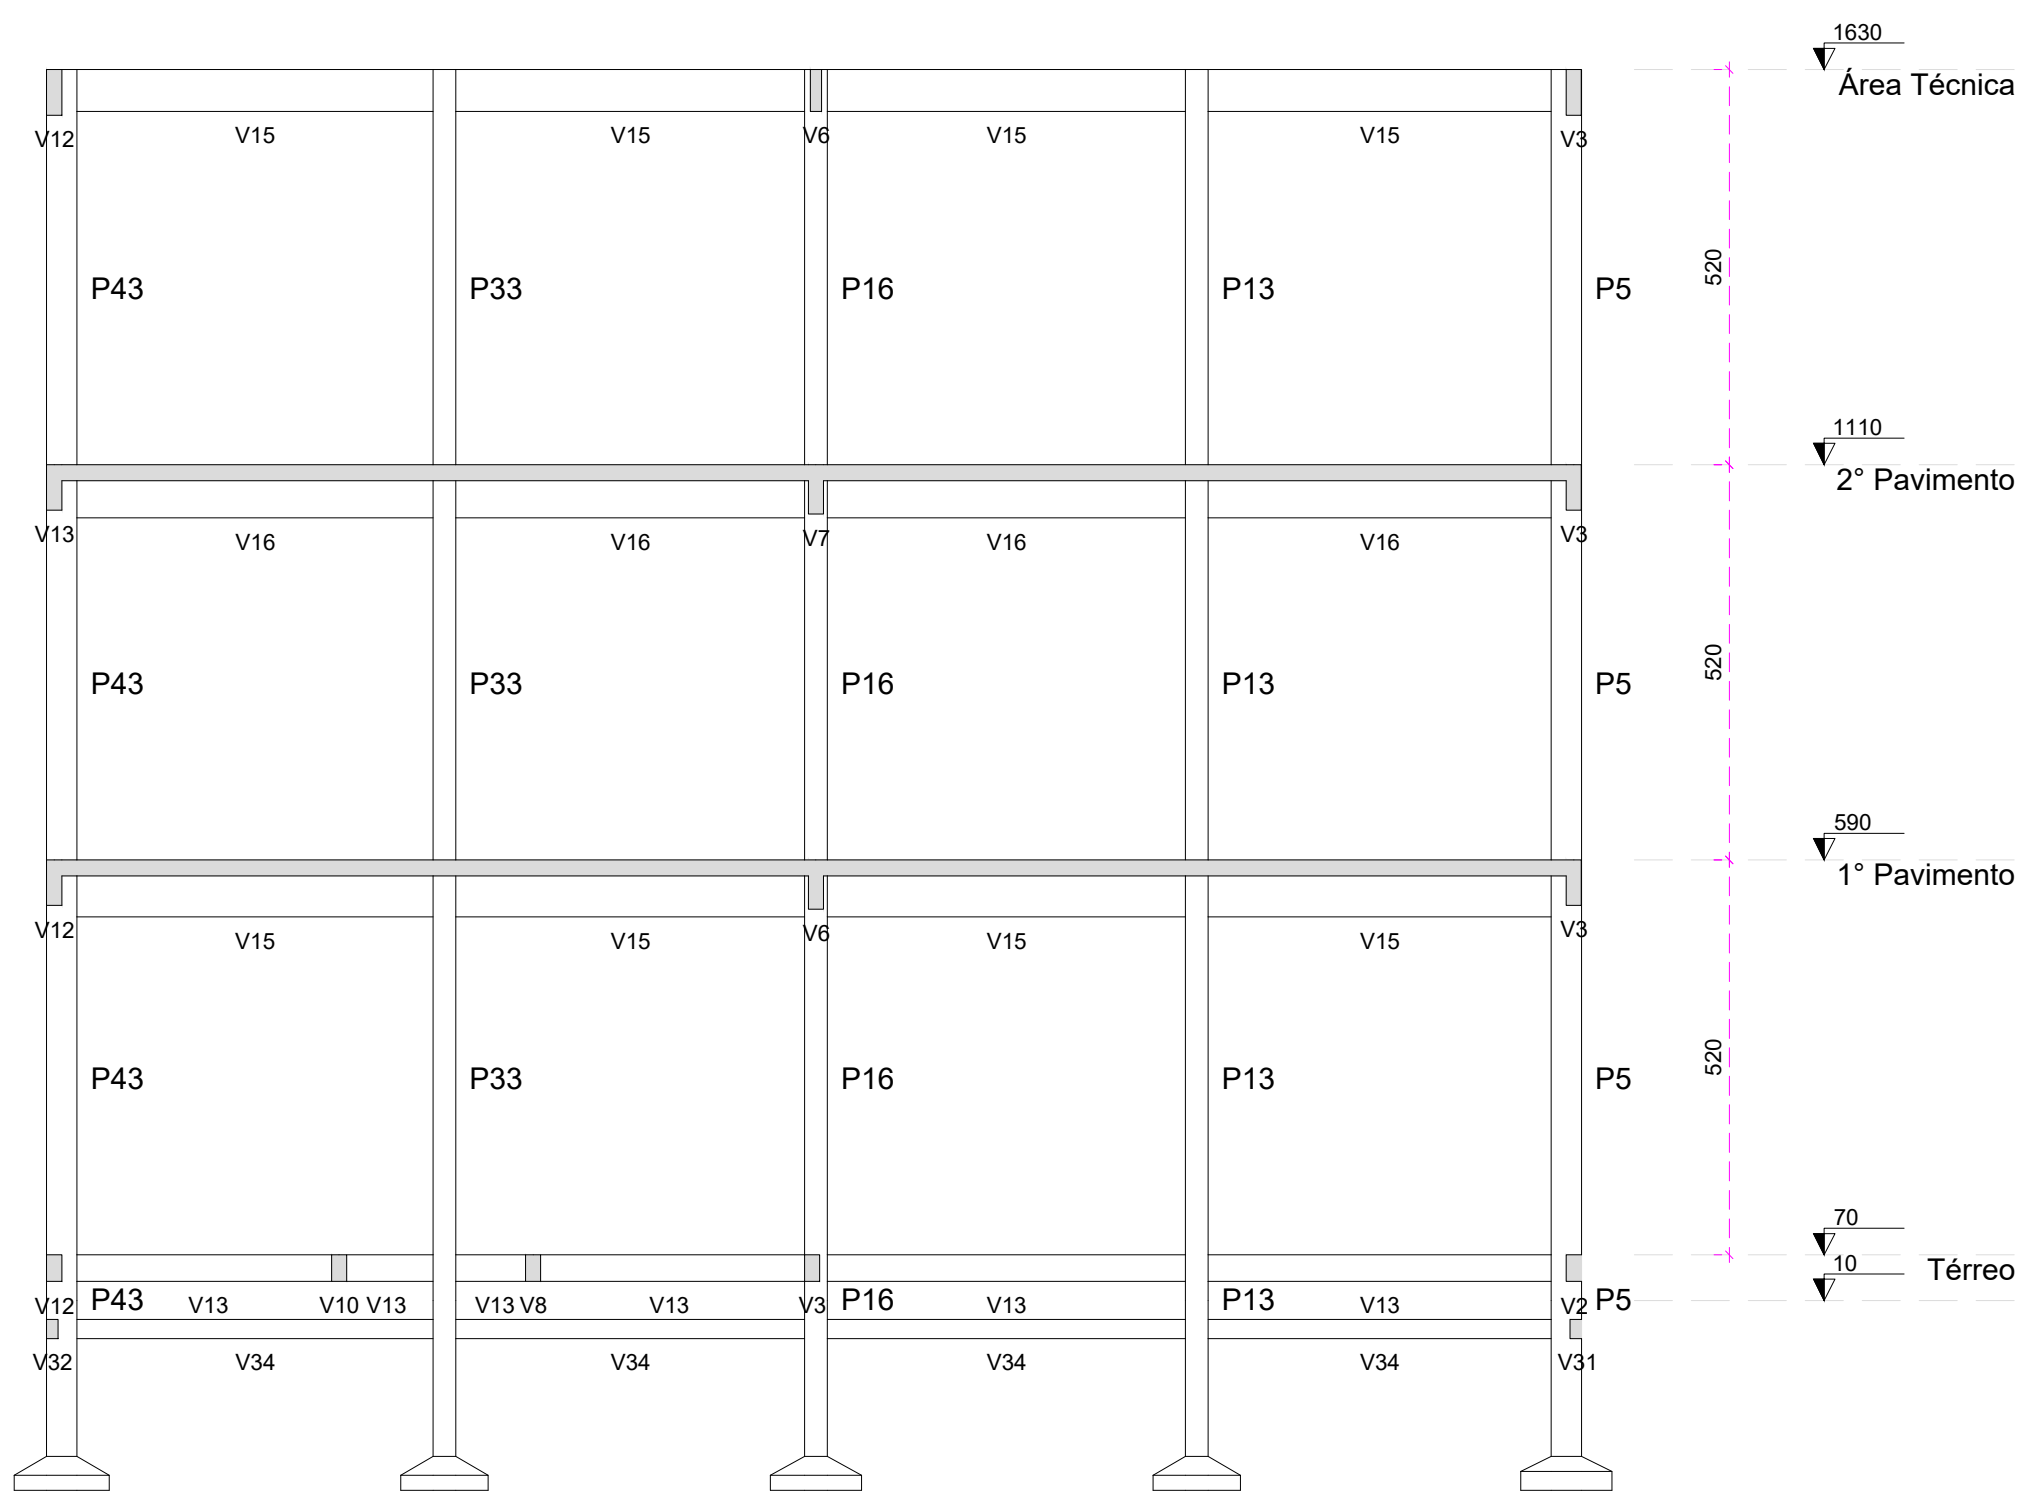 1630
Área Técnica
V12 V15 V15 V6 V15 V15 V3
P43 P33 P16 P13 P5 520
1110
2° Pavimento
V13 V16 V16 V7 V16 V16 V3
P43 P33 P16 P13 P5 520
590
1° Pavimento
V12 V15 V15 V6 V15 V15 V3
P43 P33 P16 P13 P5 520
70
10 Térreo
V12 P43 V13 V10 V13 V13 V8 V13 V3 P16 V13 P13 V13 V2 P5
V32 V34 V34 V34 V34 V31